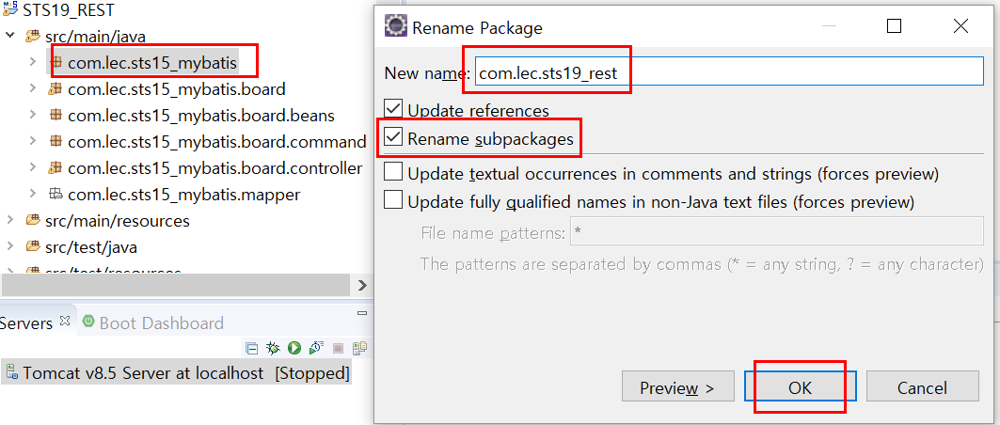 STS19_REST
src/main/java
com.lec.sts15_mybatis
com.lec.sts15_mybatis.board
com.lec.sts15_mybatis.board.beans
com.lec.sts15_mybatis.board.command
com.lec.sts15_mybatis.board.controller
com.lec.sts15_mybatis.mapper
src/main/resources
src/test/java
src/test/resources
Servers
Boot Dashboard
Tomcat v8.5 Server at localhost [Stopped]
Rename Package
New name: com.lec.sts19_rest
Update references
Rename subpackages
Update textual occurrences in comments and strings (forces preview)
Update fully qualified names in non-Java text files (forces preview)
File name patterns: *
The patterns are separated by commas (* = any string, ? = any character)
Preview >
OK
Cancel